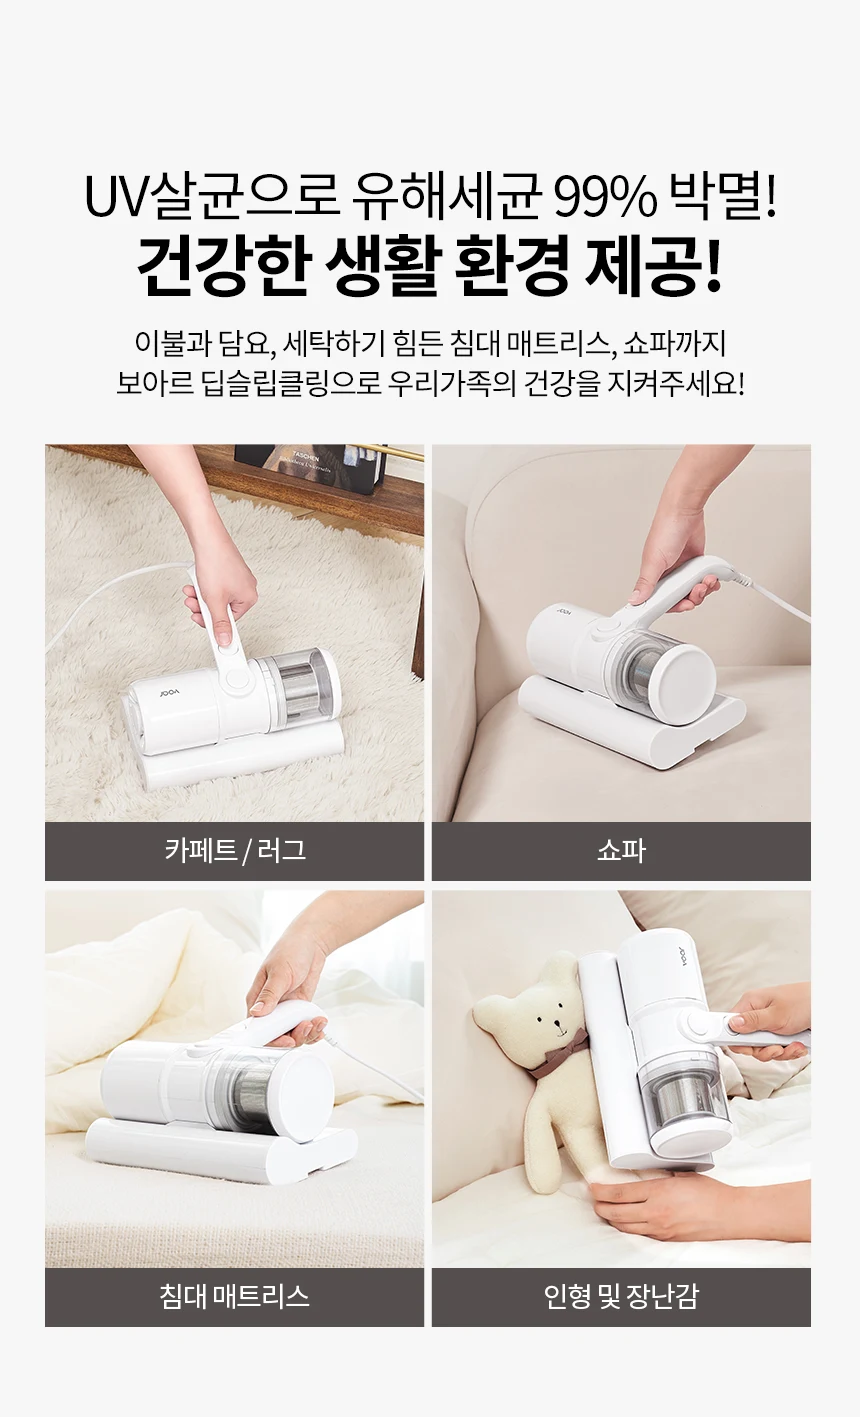 UV살균으로 유해세균 99% 박멸!
건강한 생활 환경 제공!
이불과 담요, 세탁하기 힘든 침대 매트리스, 쇼파까지
보아르 딥슬립클링으로 우리가족의 건강을 지켜주세요!
TASCHEN
VOAR
VOAR
카페트 / 러그
쇼파
VOAR
침대 매트리스
인형 및 장난감